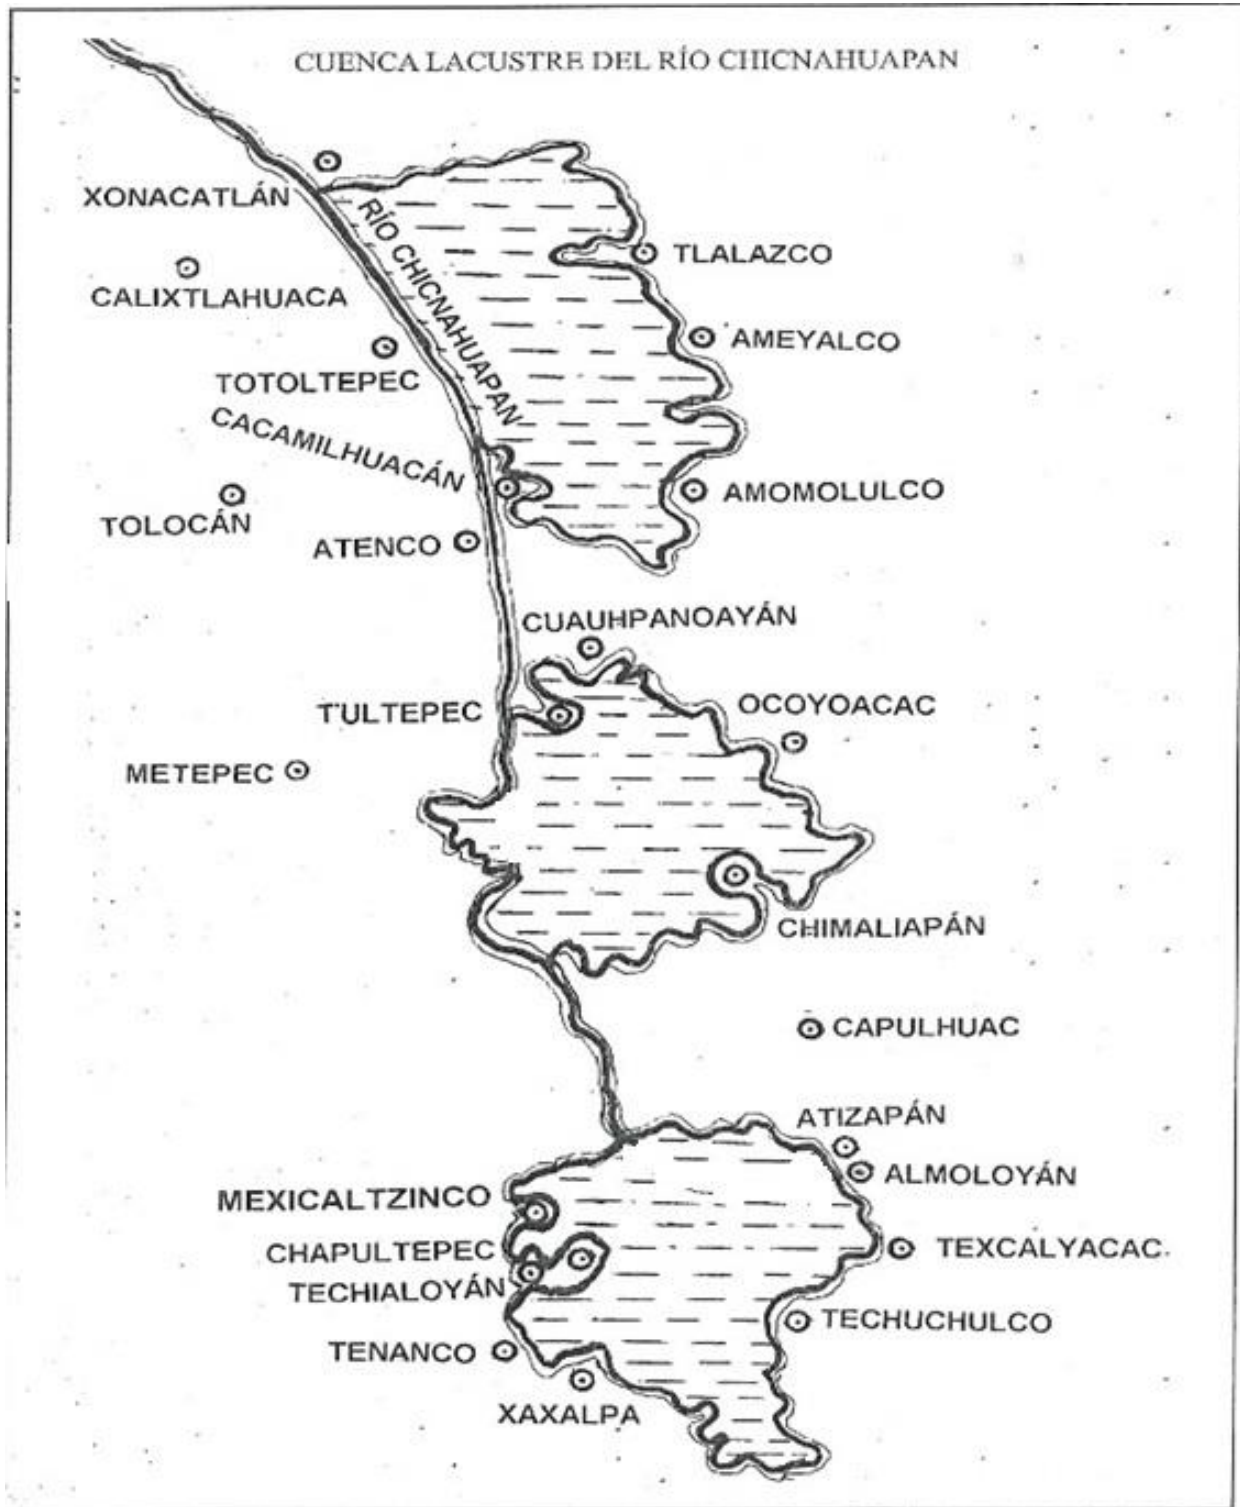 CUENCA LACUSTRE DEL RÍO CHICNAHUAPAN
XONACATLÁN
RÍO CHICNAHUAPAN
TLALAZCO
CALIXTLAHUACA
AMEYALCO
TOTOLTEPEC
CACAMILHUACÁN
AMOMOLULCO
TOLOCÁN
ATENCO
CUAUHPANOAYÁN
TULTEPEC
OCOYOACAC
METEPEC
CHIMALIAPÁN
CAPULHUAC
ATIZAPÁN
ALMOLOYÁN
MEXICALTZINCO
CHAPULTEPEC
TEXCALYACAC
TECHIALOYÁN
TECHUCHULCO
TENANCO
XAXALPA